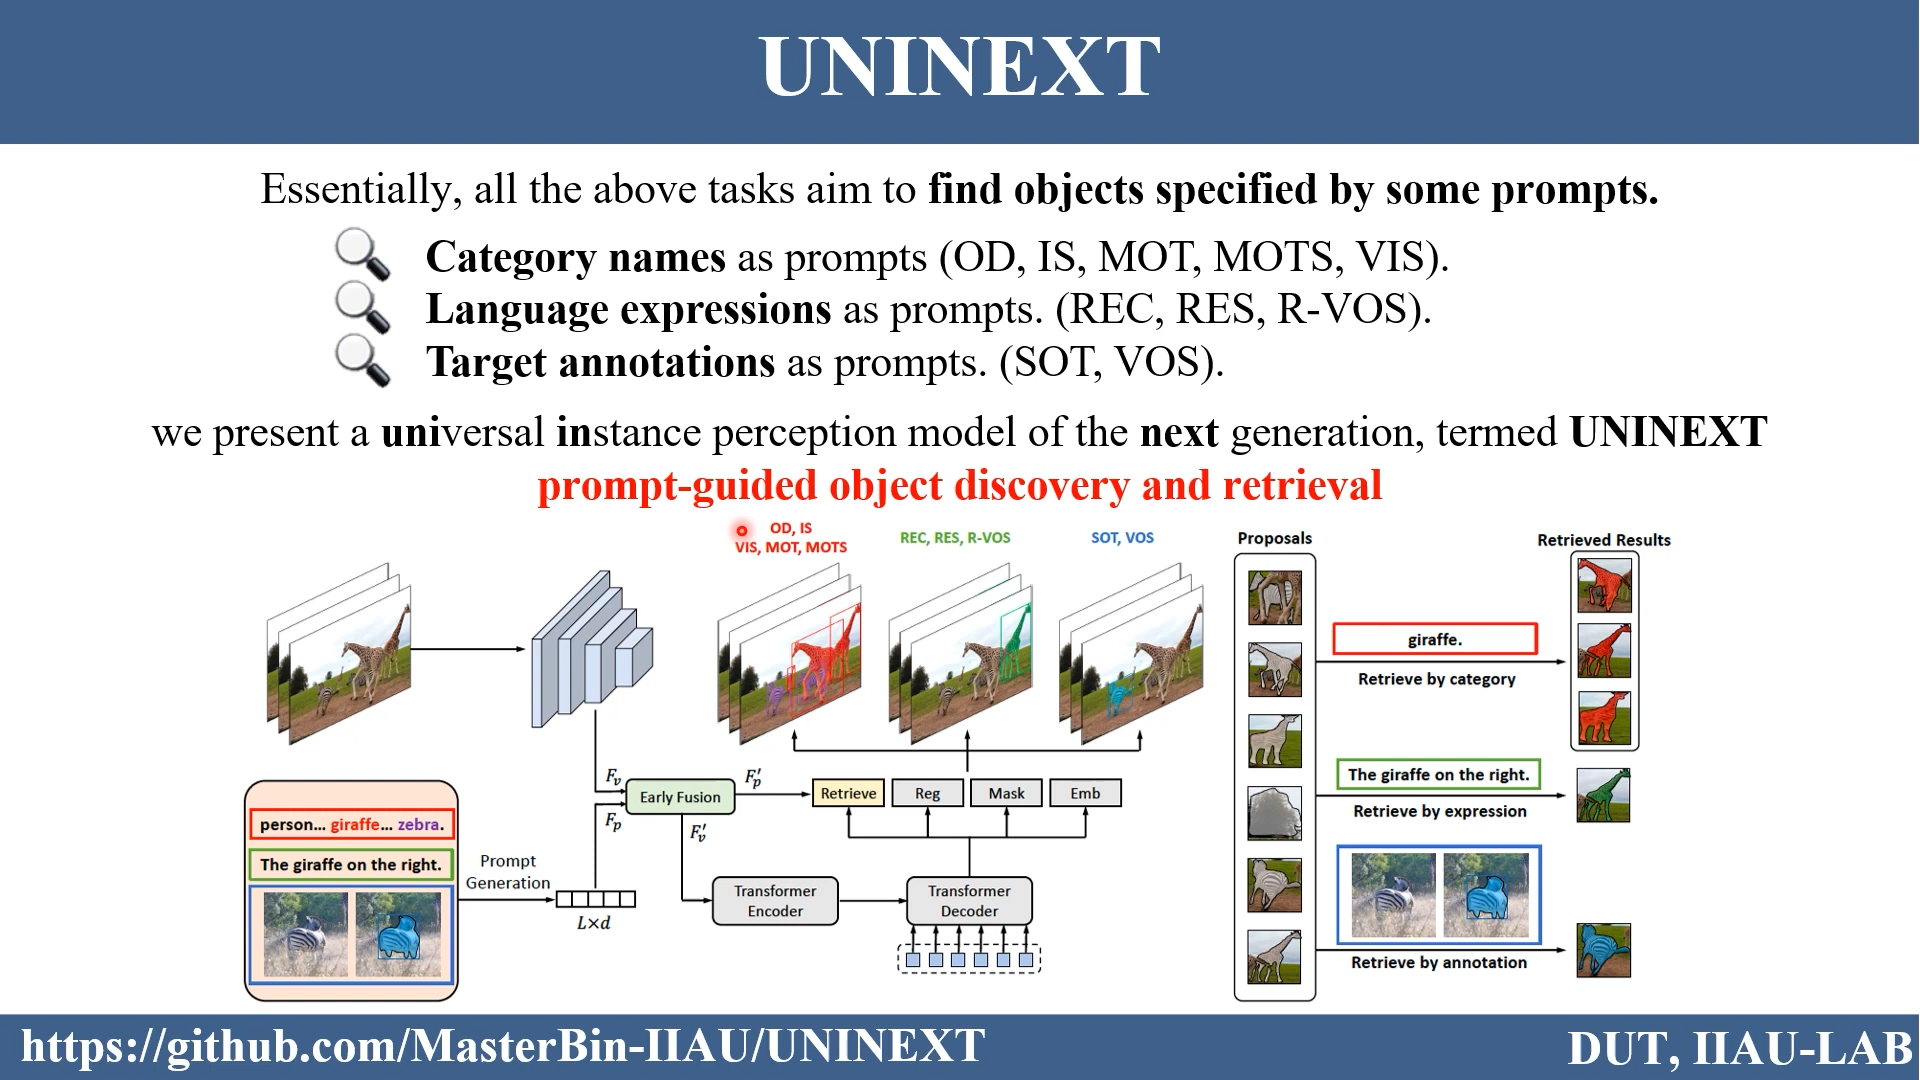 UNINEXT
Essentially, all the above tasks aim to find objects specified by some prompts.
Category names as prompts (OD, IS, MOT, MOTS, VIS).
Language expressions as prompts. (REC, RES, R-VOS).
Target annotations as prompts. (SOT, VOS).
we present a universal instance perception model of the next generation, termed UNINEXT
prompt-guided object discovery and retrieval
OD, IS
VIS, MOT, MOTS
REC, RES, R-VOS
SOT, VOS
F_v
F_p
Early Fusion
F'_p
F'_v
Retrieve
Reg
Mask
Emb
person... giraffe... zebra.
The giraffe on the right.
Prompt
Generation
L×d
Transformer
Encoder
Transformer
Decoder
Proposals
Retrieved Results
giraffe.
Retrieve by category
The giraffe on the right.
Retrieve by expression
Retrieve by annotation
https://github.com/MasterBin-IIAU/UNINEXT
DUT, IIAU-LAB